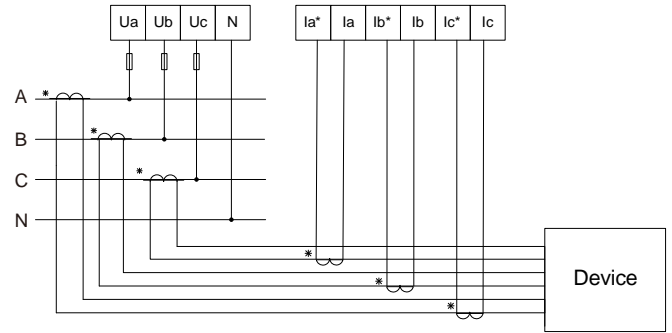 Ua Ub Uc N Ia* Ia Ib* Ib Ic* Ic
A *
B *
C *
N
*
*
*
Device